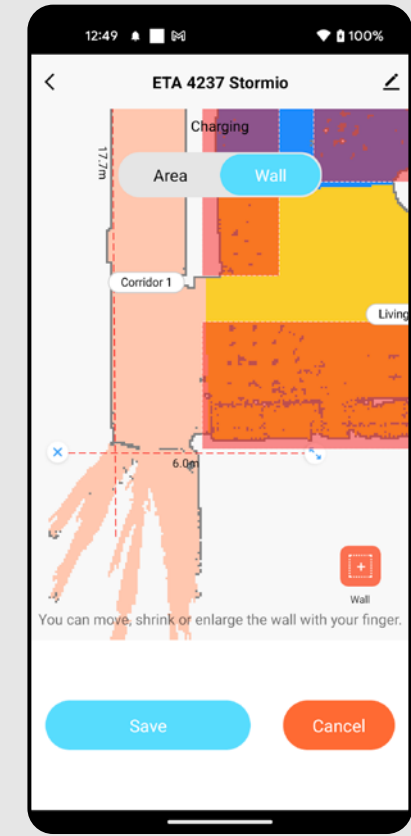 12:49 100%
ETA 4237 Stormio
Charging
17.7m
Area Wall
Corridor 1
Living
6.0m
Wall
You can move, shrink or enlarge the wall with your finger.
Save Cancel